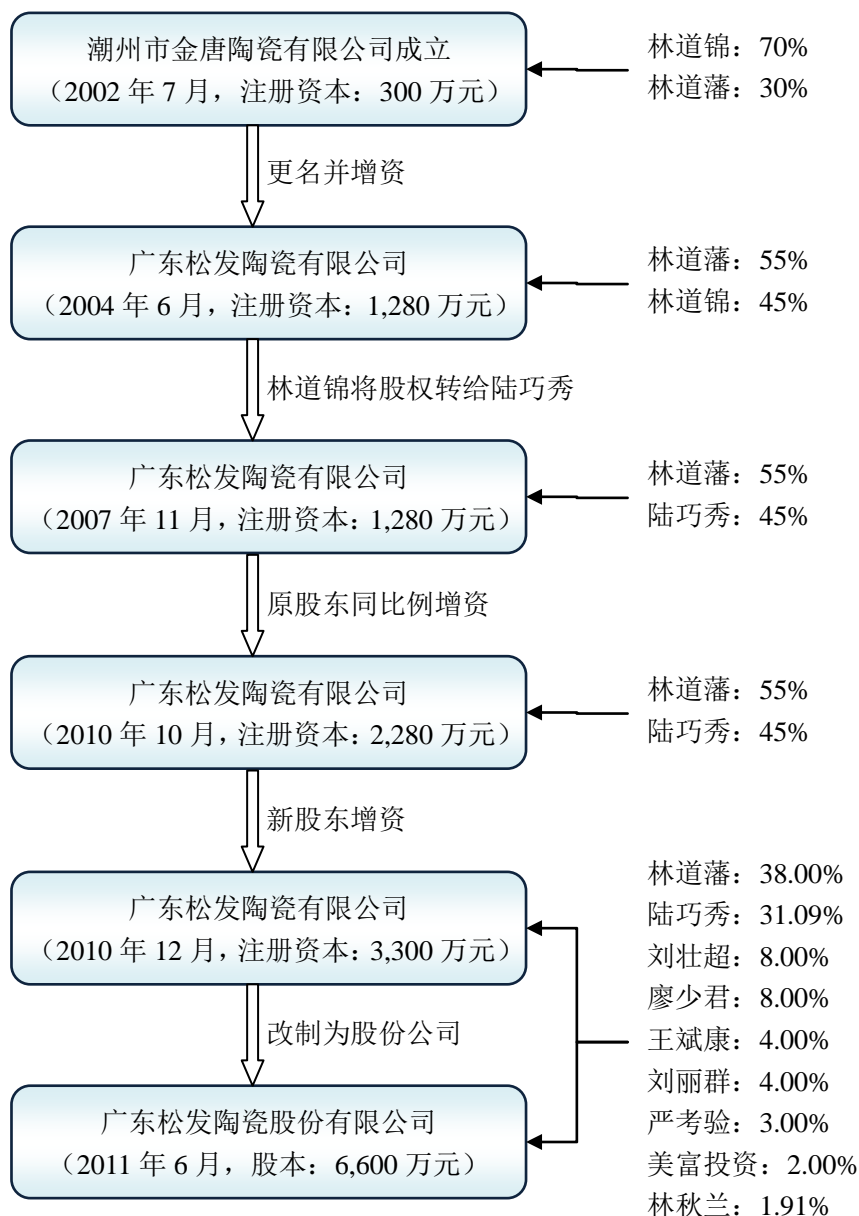 潮州市金唐陶瓷有限公司成立
（2002 年 7 月，注册资本：300 万元）
林道锦：70%
林道藩：30%
更名并增资
广东松发陶瓷有限公司
（2004 年 6 月，注册资本：1,280 万元）
林道藩：55%
林道锦：45%
林道锦将股权转给陆巧秀
广东松发陶瓷有限公司
（2007 年 11 月，注册资本：1,280 万元）
林道藩：55%
陆巧秀：45%
原股东同比例增资
广东松发陶瓷有限公司
（2010 年 10 月，注册资本：2,280 万元）
林道藩：55%
陆巧秀：45%
新股东增资
广东松发陶瓷有限公司
（2010 年 12 月，注册资本：3,300 万元）
改制为股份公司
广东松发陶瓷股份有限公司
（2011 年 6 月，股本：6,600 万元）
林道藩：38.00%
陆巧秀：31.09%
刘壮超：8.00%
廖少君：8.00%
王斌康：4.00%
刘丽群：4.00%
严考验：3.00%
美富投资：2.00%
林秋兰：1.91%